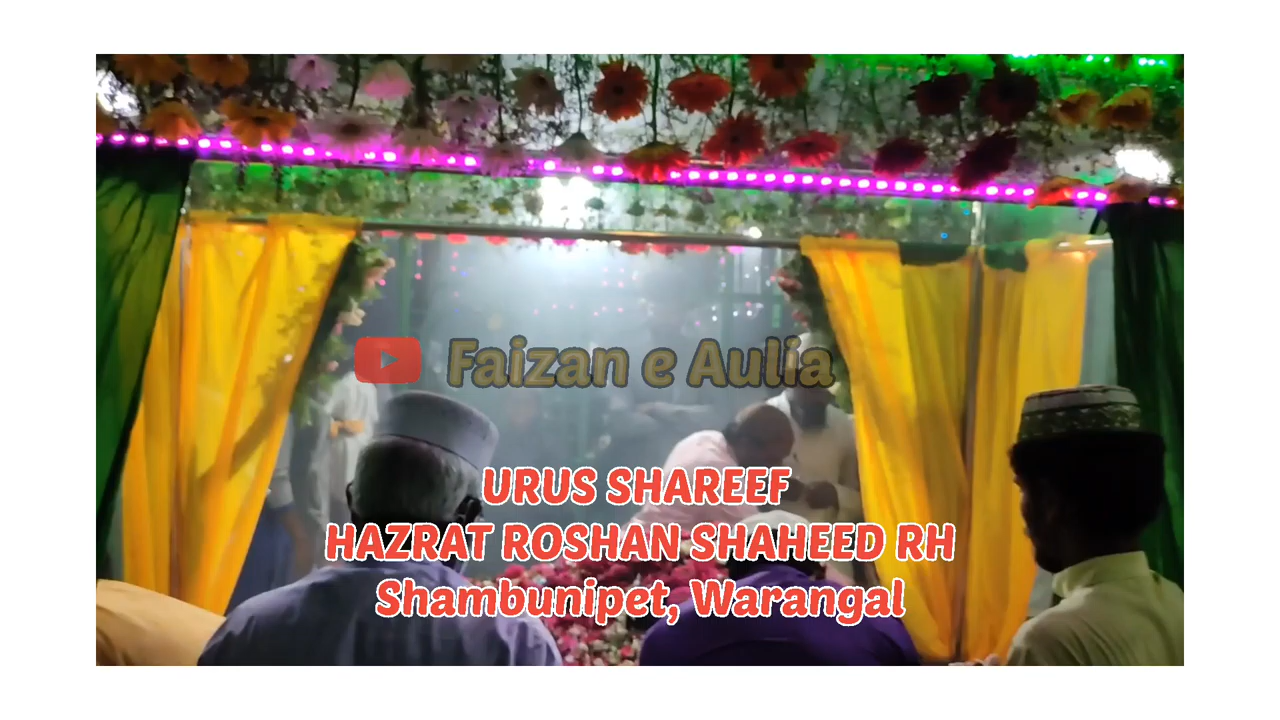 Faizan e Aulia
URUS SHAREEF
HAZRAT ROSHAN SHAHEED RH
Shambunipet, Warangal